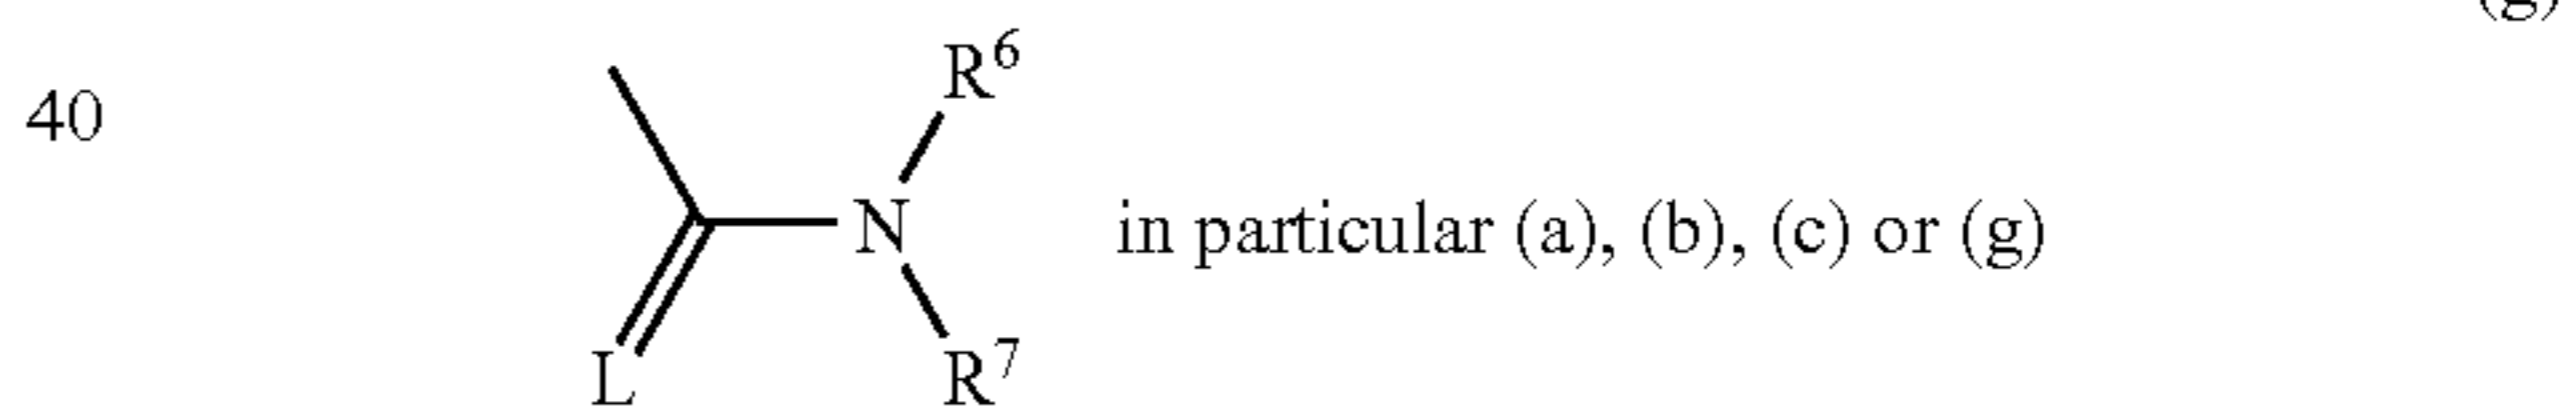 (g)
R⁶
40
N in particular (a), (b), (c) or (g)
L R⁷